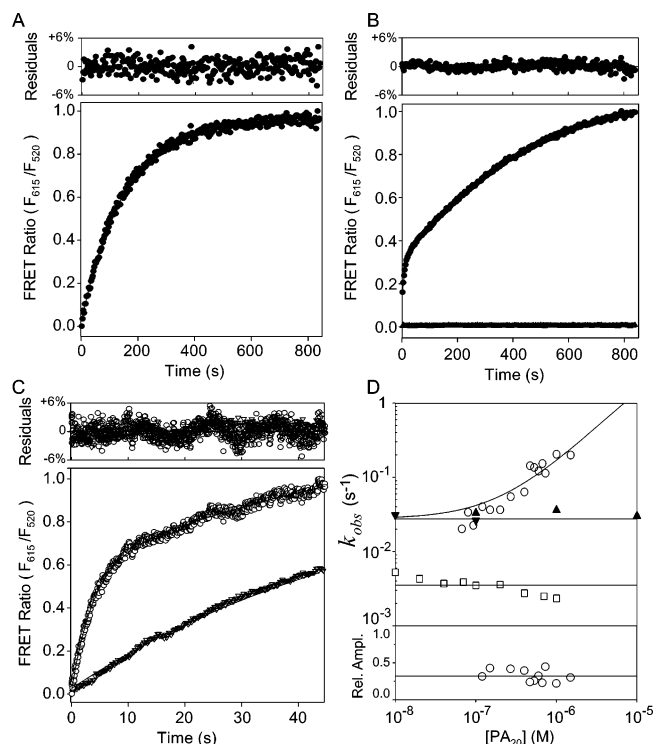 A
B
Residuals
+6%
0
-6%
Residuals
+6%
0
-6%
FRET Ratio ( F615 /F520 )
1.0
0.8
0.6
0.4
0.2
0.0
FRET Ratio ( F615 /F520 )
1.0
0.8
0.6
0.4
0.2
0.0
0 200 400 600 800
0 200 400 600 800
Time (s)
Time (s)
C
D
Residuals
+6%
0
-6%
FRET Ratio ( F615 /F520 )
1.0
0.8
0.6
0.4
0.2
0.0
0 10 20 30 40
Time (s)
kobs (s-1)
1
10-1
10-2
10-3
Rel. Ampl.
1.0
0.5
0.0
10-8 10-7 10-6 10-5
[PA20] (M)